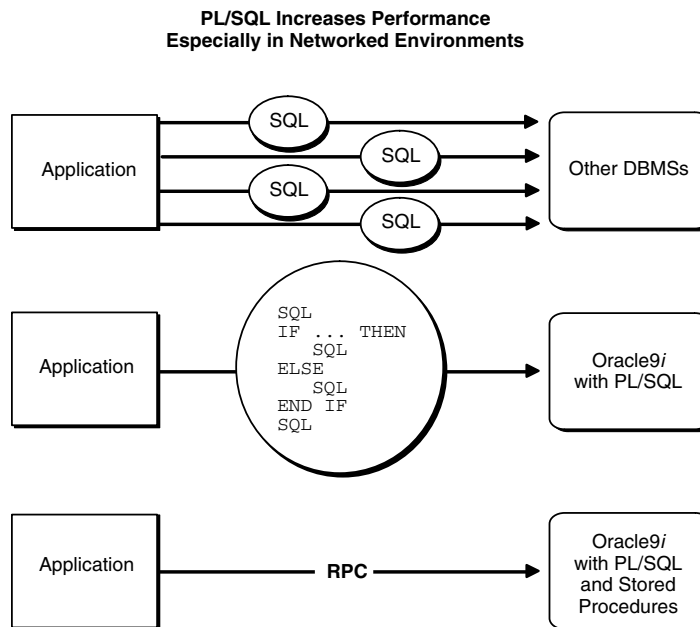 PL/SQL Increases Performance
Especially in Networked Environments
SQL
SQL
Application
Other DBMSs
SQL
SQL
SQL
IF ... THEN
SQL
ELSE
SQL
END IF
SQL
Application
Oracle9i
with PL/SQL
Application
RPC
Oracle9i
with PL/SQL
and Stored
Procedures